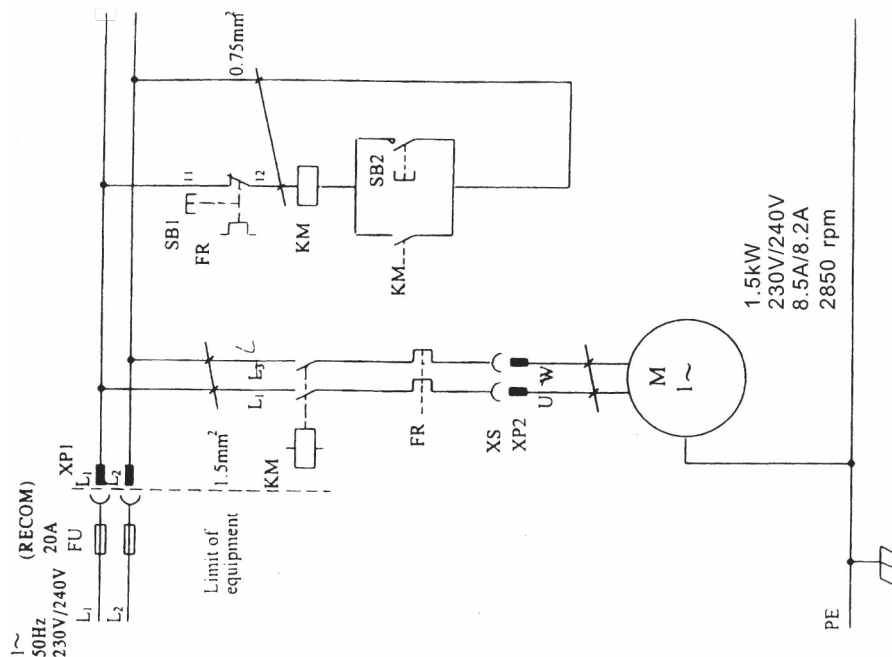 1~
50Hz
230V/240V
(RECOM)
20A
FU
L1
L2
XP1
L1
L2
Limit of
equipment
1.5mm²
KM
L1
L3
FR
XS
XP2
U
W
M
1~
SB1
FR
11
12
KM
0.75mm²
SB2
KM
1.5kW
230V/240V
8.5A/8.2A
2850 rpm
PE